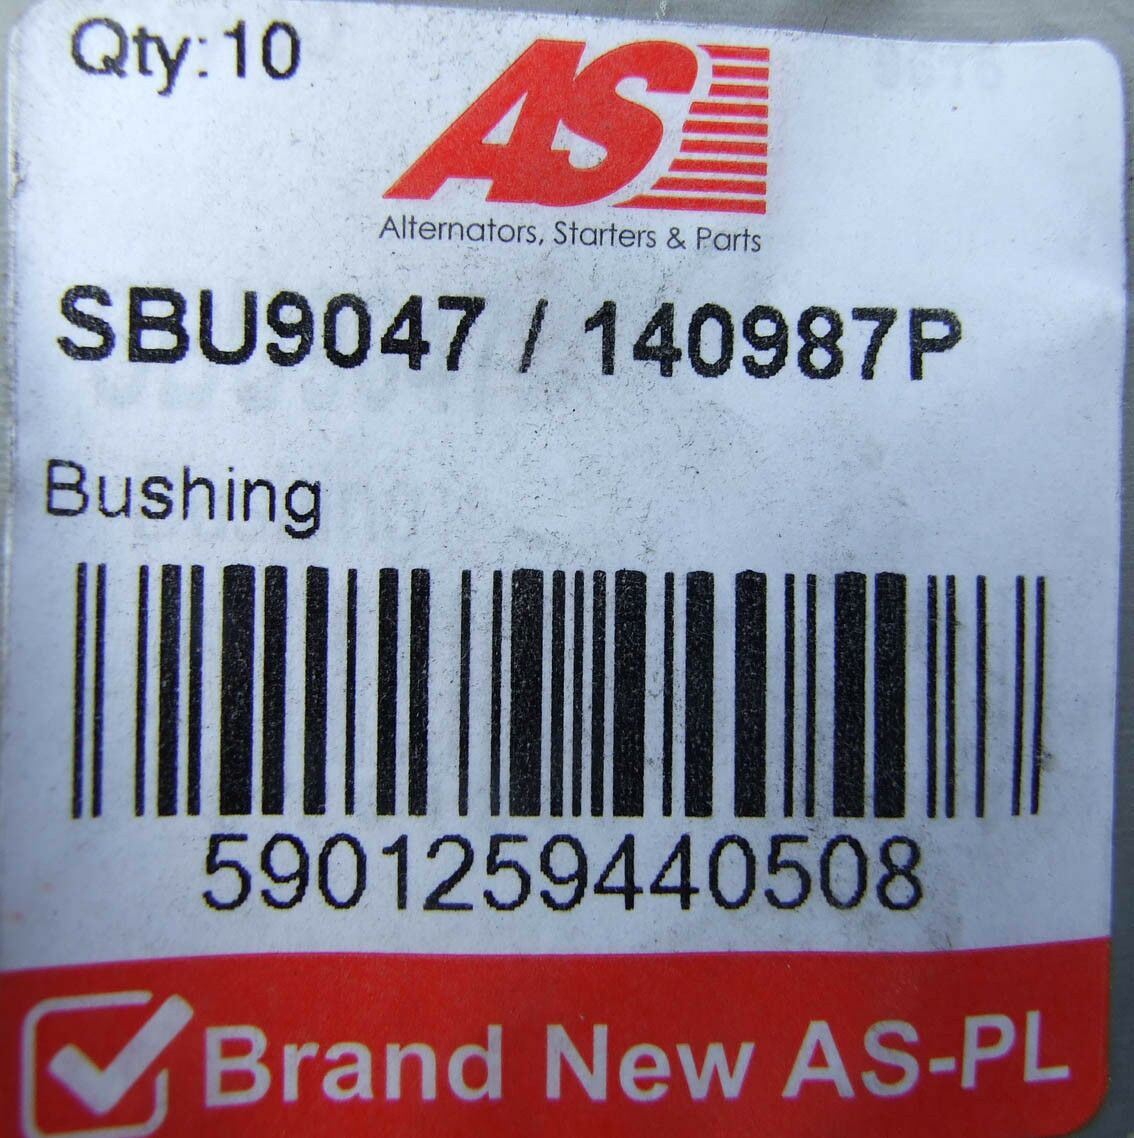 Qty:10
AS
Alternators, Starters & Parts
SBU9047 / 140987P
Bushing
5901259440508
Brand New AS-PL